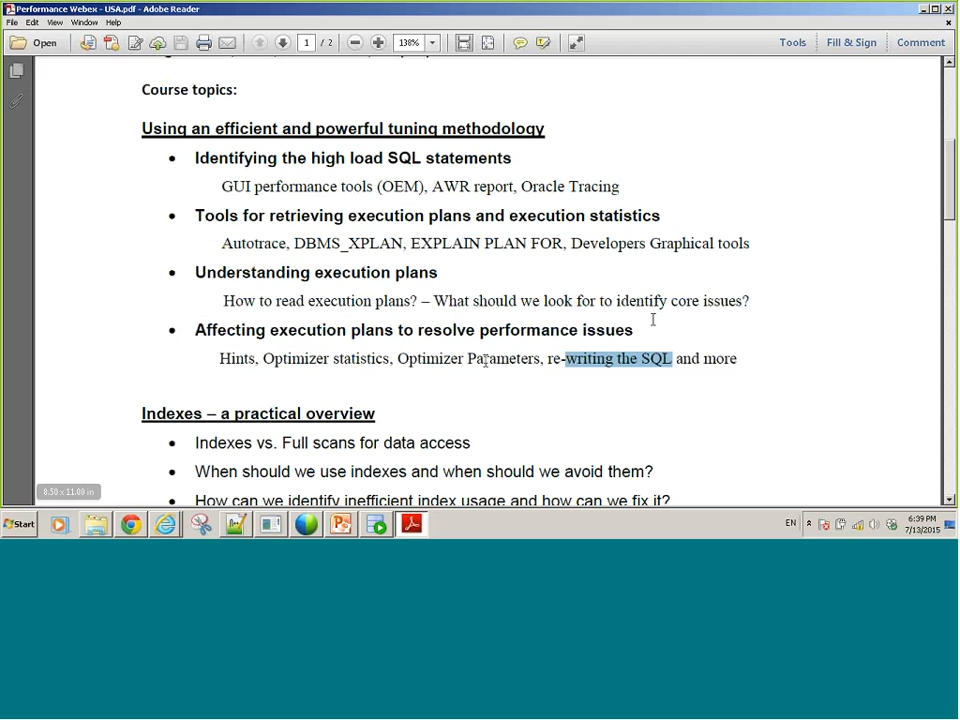 Performance Webex - USA.pdf - Adobe Reader
File Edit View Window Help
Open 1 / 2 138% Tools Fill & Sign Comment
Course topics:
Using an efficient and powerful tuning methodology
• Identifying the high load SQL statements
GUI performance tools (OEM), AWR report, Oracle Tracing
• Tools for retrieving execution plans and execution statistics
Autotrace, DBMS_XPLAN, EXPLAIN PLAN FOR, Developers Graphical tools
• Understanding execution plans
How to read execution plans? – What should we look for to identify core issues?
• Affecting execution plans to resolve performance issues
Hints, Optimizer statistics, Optimizer Parameters, re-writing the SQL and more
Indexes – a practical overview
• Indexes vs. Full scans for data access
• When should we use indexes and when should we avoid them?
• How can we identify inefficient index usage and how can we fix it?
8.50 x 11.00 in
Start EN 6:39 PM
7/13/2015